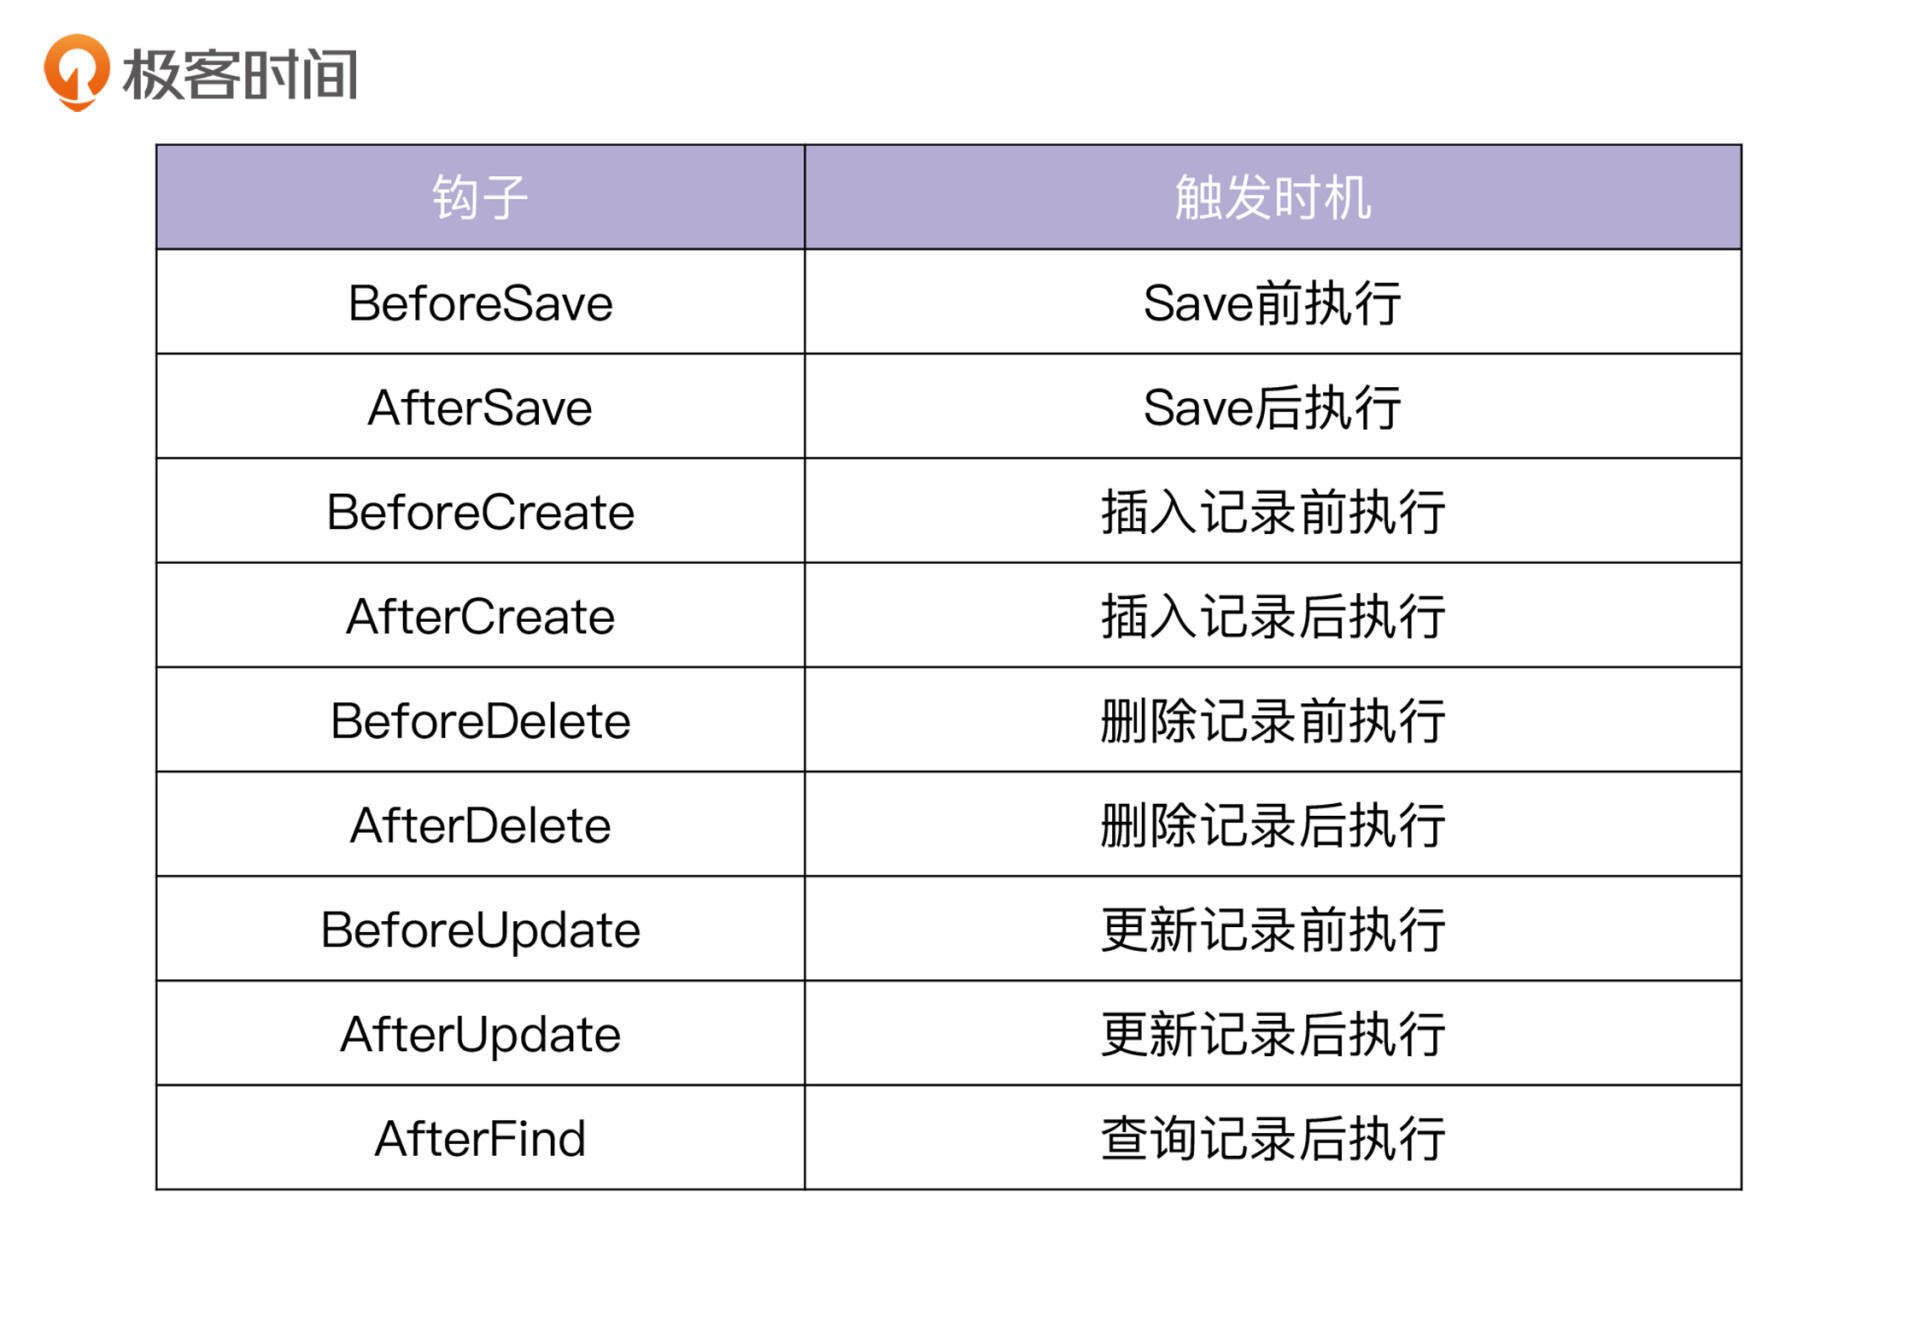 极客时间
钩子 触发时机
BeforeSave Save前执行
AfterSave Save后执行
BeforeCreate 插入记录前执行
AfterCreate 插入记录后执行
BeforeDelete 删除记录前执行
AfterDelete 删除记录后执行
BeforeUpdate 更新记录前执行
AfterUpdate 更新记录后执行
AfterFind 查询记录后执行